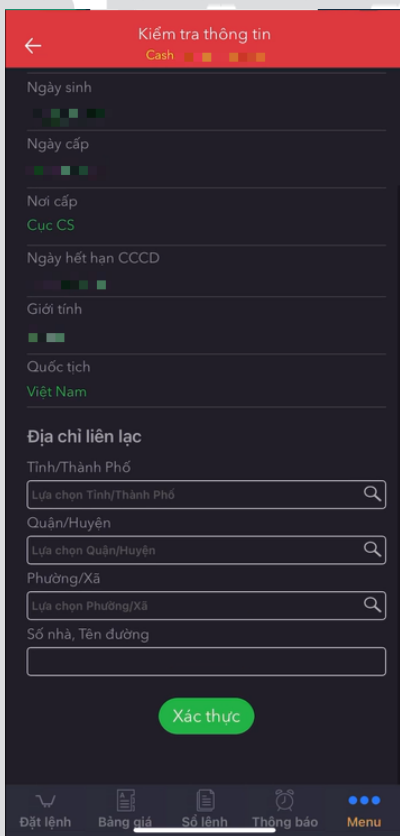 Kiểm tra thông tin
Cash
Ngày sinh
Ngày cấp
Nơi cấp
Cục CS
Ngày hết hạn CCCD
Giới tính
Quốc tịch
Việt Nam
Địa chỉ liên lạc
Tỉnh/Thành Phố
Lựa chọn Tỉnh/Thành Phố
Quận/Huyện
Lựa chọn Quận/Huyện
Phường/Xã
Lựa chọn Phường/Xã
Số nhà, Tên đường
Xác thực
Đặt lệnh Bảng giá Sổ lệnh Thông báo Menu